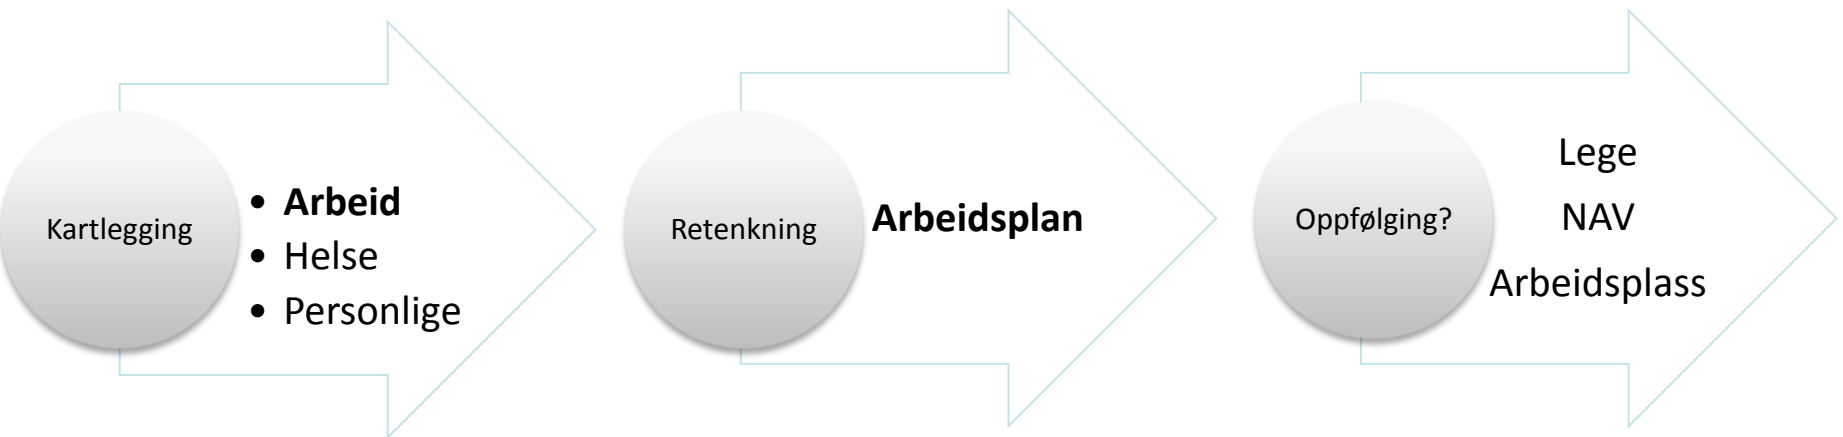 Kartlegging
• Arbeid
• Helse
• Personlige
Retenkning
Arbeidsplan
Oppfølging?
Lege
NAV
Arbeidsplass